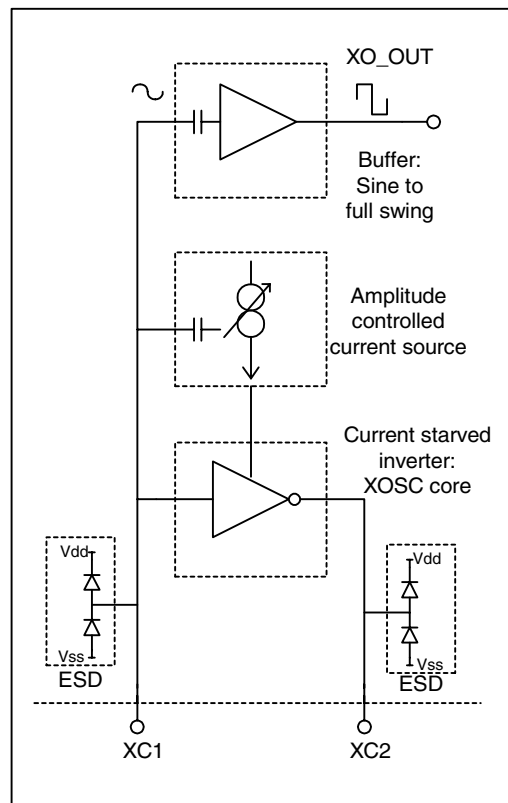 XO_OUT
Buffer:
Sine to
full swing
Amplitude
controlled
current source
Current starved
inverter:
XOSC core
Vdd
Vss
ESD
Vdd
Vss
ESD
XC1
XC2